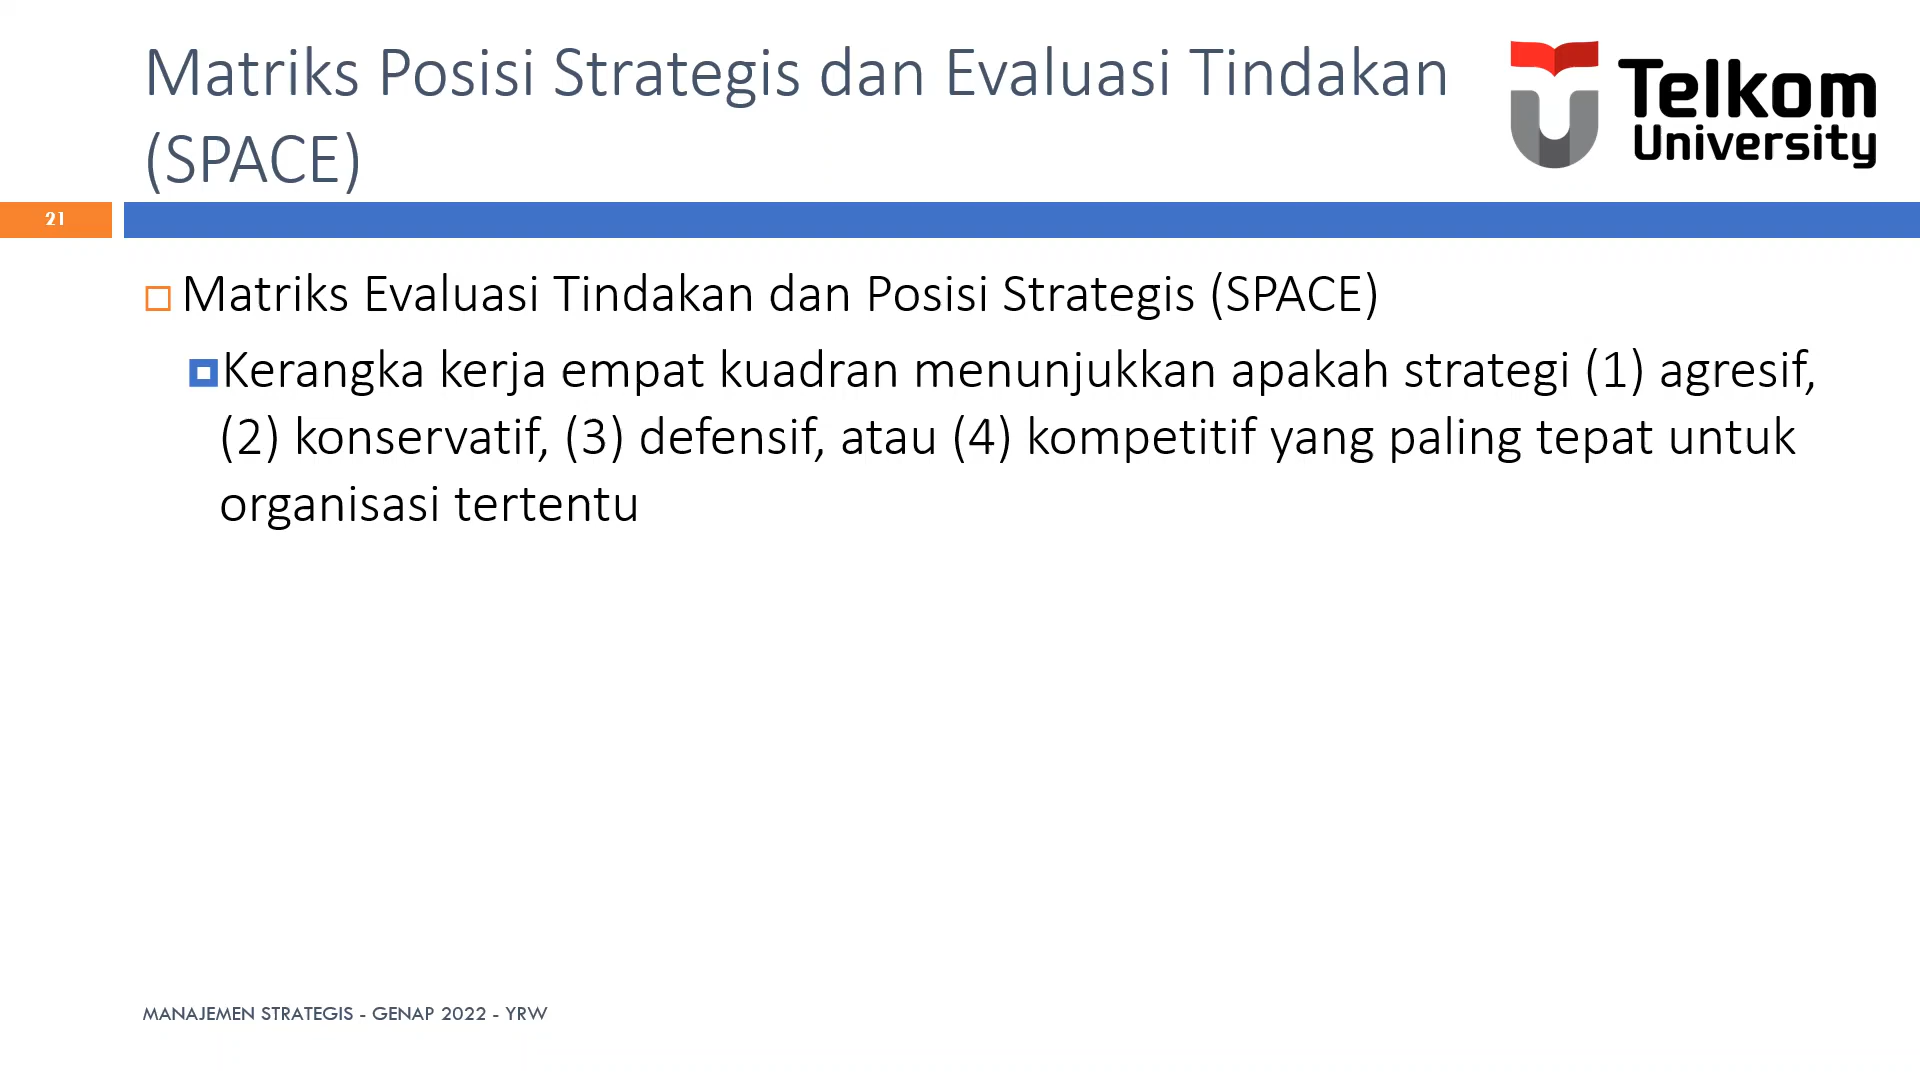 Matriks Posisi Strategis dan Evaluasi Tindakan
(SPACE)
Telkom
University
21
Matriks Evaluasi Tindakan dan Posisi Strategis (SPACE)
Kerangka kerja empat kuadran menunjukkan apakah strategi (1) agresif,
(2) konservatif, (3) defensif, atau (4) kompetitif yang paling tepat untuk
organisasi tertentu
MANAJEMEN STRATEGIS - GENAP 2022 - YRW